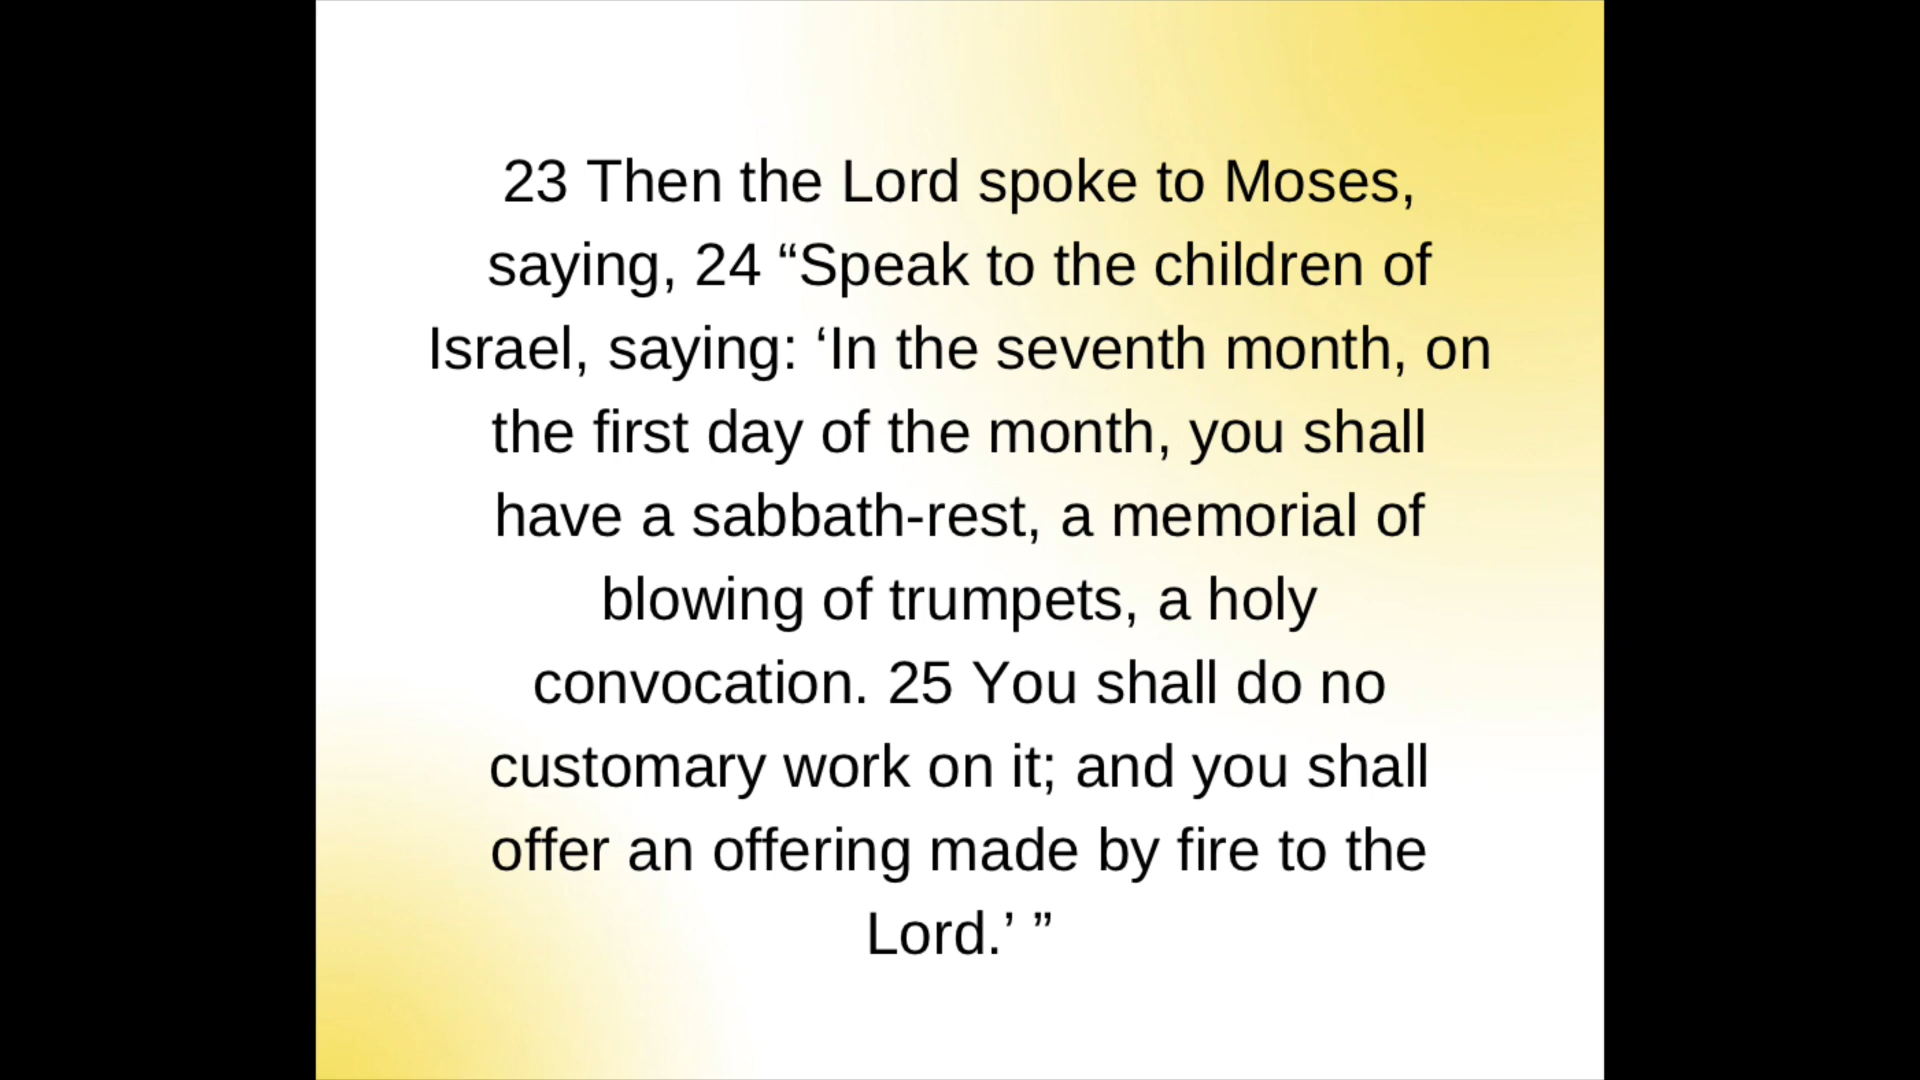 23 Then the Lord spoke to Moses,
saying, 24 “Speak to the children of
Israel, saying: ‘In the seventh month, on
the first day of the month, you shall
have a sabbath-rest, a memorial of
blowing of trumpets, a holy
convocation. 25 You shall do no
customary work on it; and you shall
offer an offering made by fire to the
Lord.’ ”